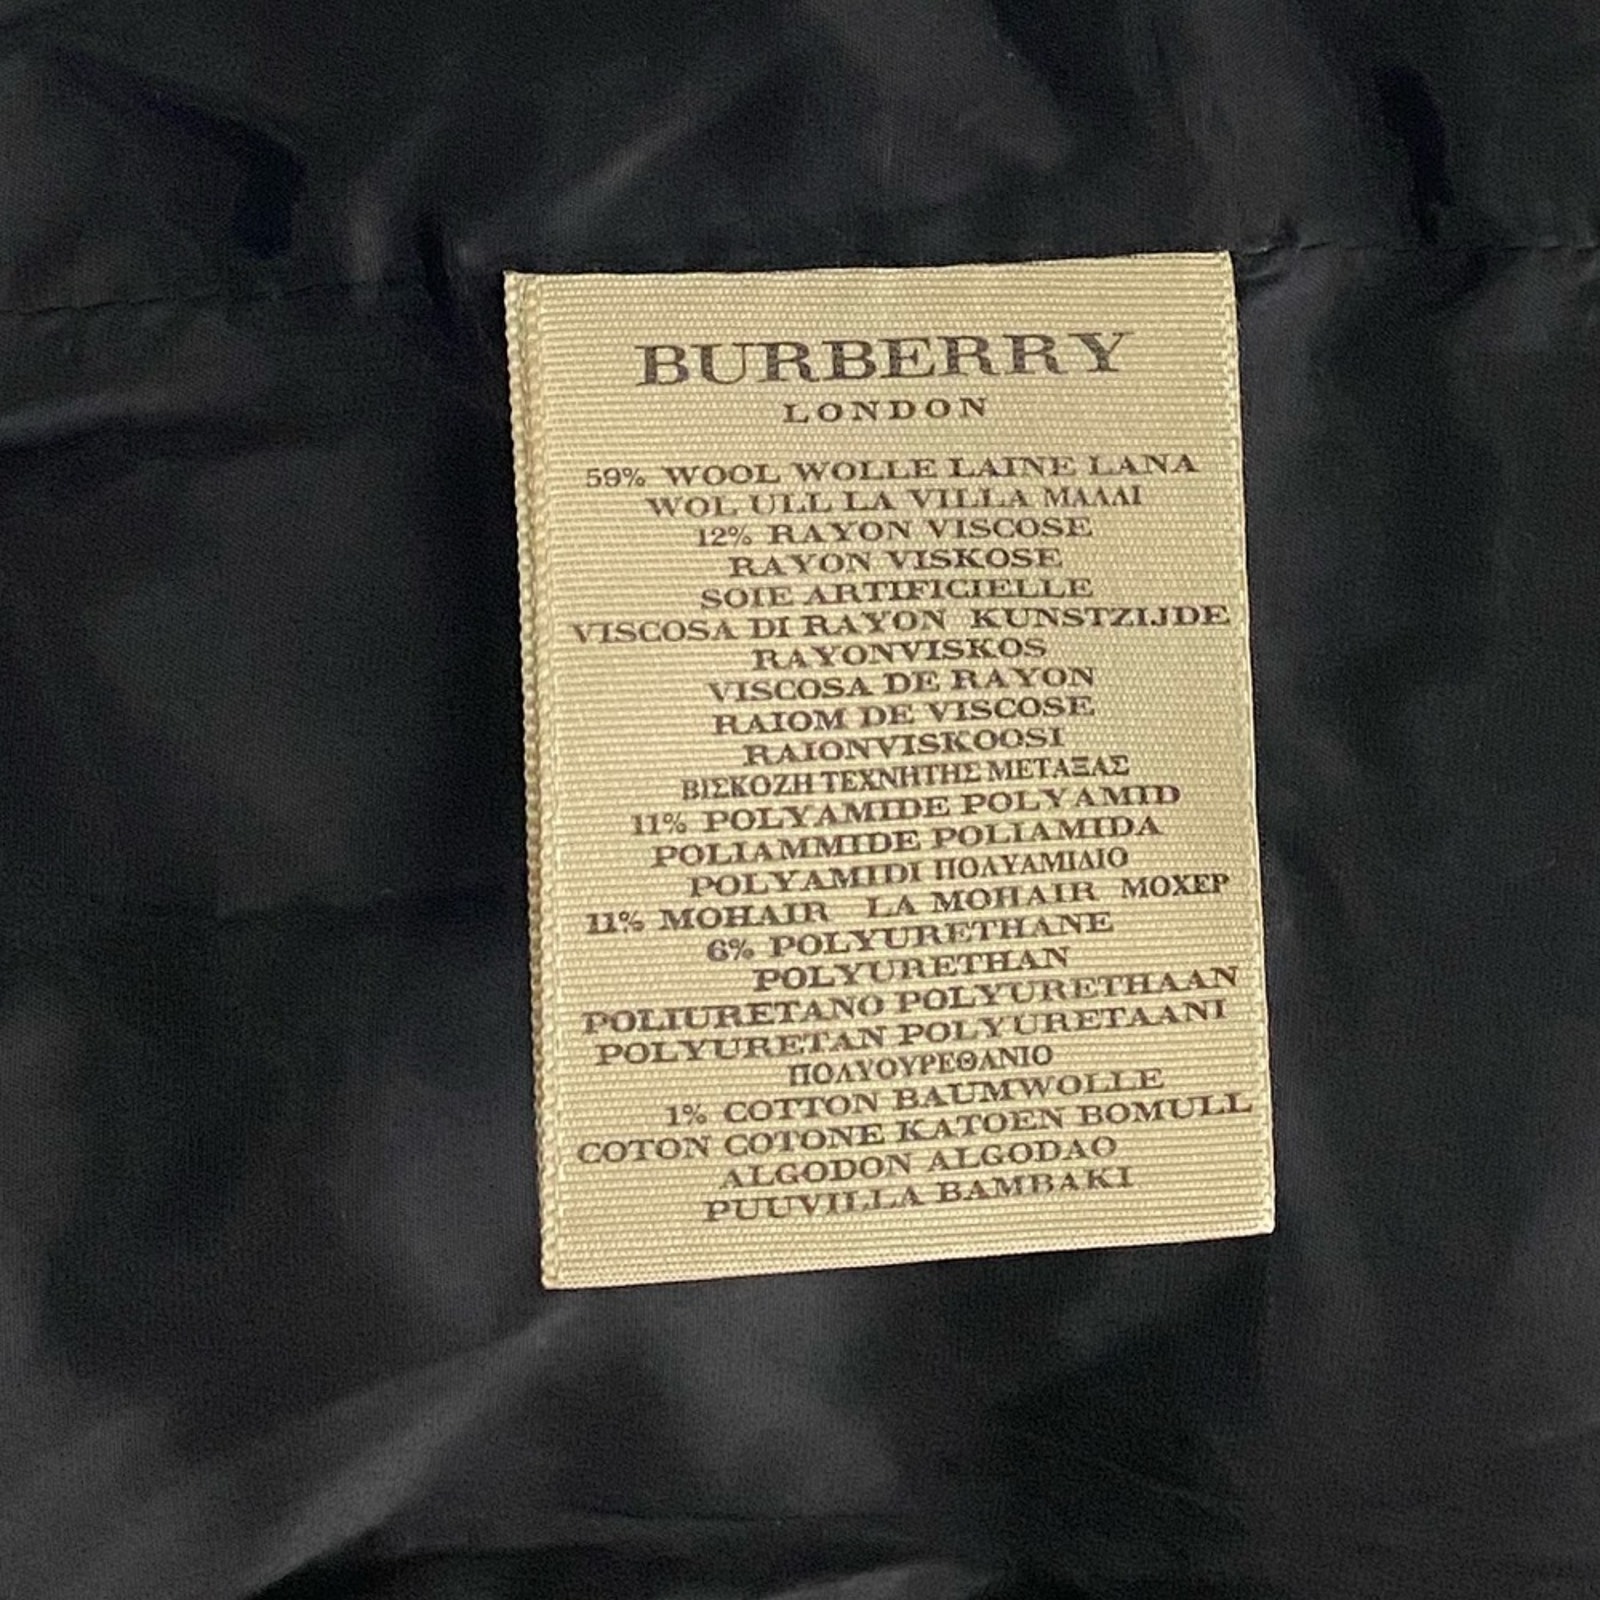 BURBERRY
LONDON
59% WOOL WOLLE LAINE LANA
WOL ULL LA VILLA ΜΑΛΛΙ
12% RAYON VISCOSE
RAYON VISKOSE
SOIE ARTIFICIELLE
VISCOSA DI RAYON KUNSTZIJDE
RAYONVISKOS
VISCOSA DE RAYON
RAIOM DE VISCOSE
RAIONVISKOOSI
ΒΙΣΚΟΖΗ ΤΕΧΝΗΤΗΣ ΜΕΤΑΞΑΣ
11% POLYAMIDE POLYAMID
POLIAMMIDE POLIAMIDA
POLYAMIDI ΠΟΛΥΑΜΙΔΙΟ
11% MOHAIR LA MOHAIR ΜΟΧΕΡ
6% POLYURETHANE
POLYURETHAN
POLIURETANO POLYURETHAAN
POLYURETAN POLYURETAANI
ΠΟΛΥΟΥΡΕΘΑΝΙΟ
1% COTTON BAUMWOLLE
COTON COTONE KATOEN BOMULL
ALGODON ALGODAO
PUUVILLA BAMBAKI